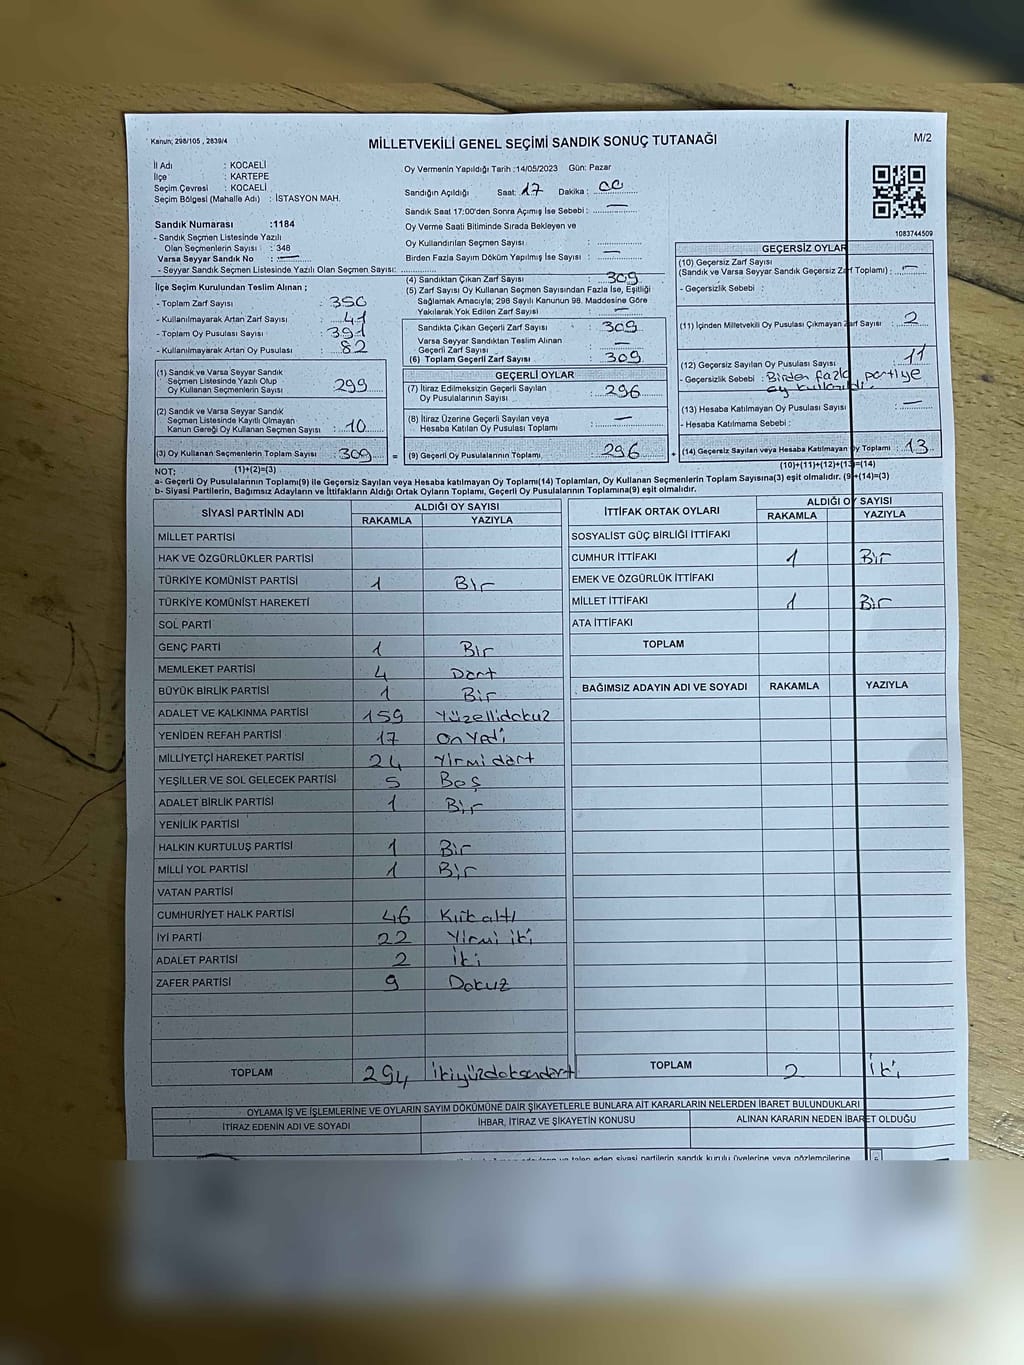 Kanun; 298/105 , 2839/4
MİLLETVEKİLİ GENEL SEÇİMİ SANDIK SONUÇ TUTANAĞI
M/2
İl Adı : KOCAELİ
İlçe : KARTEPE
Seçim Çevresi : KOCAELİ
Seçim Bölgesi (Mahalle Adı) : İSTASYON MAH.
Sandık Numarası :1184
- Sandık Seçmen Listesinde Yazılı
Olan Seçmenlerin Sayısı : 348
Varsa Seyyar Sandık No : —
- Seyyar Sandık Seçmen Listesinde Yazılı Olan Seçmen Sayısı: ..............
Oy Vermenin Yapıldığı Tarih :14/05/2023 Gün: Pazar
Sandığın Açıldığı Saat: 17 Dakika : 00
Sandık Saat 17:00'den Sonra Açımış İse Sebebi : —
Oy Verme Saati Bitiminde Sırada Bekleyen ve
Oy Kullandırılan Seçmen Sayısı : ..............
Birden Fazla Sayım Döküm Yapılmış İse Sayısı : —
1083744509
İlçe Seçim Kurulundan Teslim Alınan ;
- Toplam Zarf Sayısı : 350
- Kullanılmayarak Artan Zarf Sayısı : 41
- Toplam Oy Pusulası Sayısı : 391
- Kullanılmayarak Artan Oy Pusulası : 82
(1) Sandık ve Varsa Seyyar Sandık
Seçmen Listesinde Yazılı Olup
Oy Kullanan Seçmenlerin Sayısı : 299
(2) Sandık ve Varsa Seyyar Sandık
Seçmen Listesinde Kayıtlı Olmayan
Kanun Gereği Oy Kullanan Seçmen Sayısı : 10
(3) Oy Kullanan Seçmenlerin Toplam Sayısı : 309
(4) Sandıktan Çıkan Zarf Sayısı : 309
(5) Zarf Sayısı Oy Kullanan Seçmen Sayısından Fazla İse, Eşitliği
Sağlamak Amacıyla; 298 Sayılı Kanunun 98. Maddesine Göre
Yakılarak Yok Edilen Zarf Sayısı : —
Sandıkta Çıkan Geçerli Zarf Sayısı : 309
Varsa Seyyar Sandıktan Teslim Alınan
Geçerli Zarf Sayısı : —
(6) Toplam Geçerli Zarf Sayısı : 309
GEÇERLİ OYLAR
(7) İtiraz Edilmeksizin Geçerli Sayılan
Oy Pusulalarının Sayısı : 296
(8) İtiraz Üzerine Geçerli Sayılan veya
Hesaba Katılan Oy Pusulası Toplamı : —
= (9) Geçerli Oy Pusulalarının Toplamı : 296
GEÇERSİZ OYLAR
(10) Geçersiz Zarf Sayısı
(Sandık ve Varsa Seyyar Sandık Geçersiz Zarf Toplamı) : —
- Geçersizlik Sebebi :
(11) İçinden Milletvekili Oy Pusulası Çıkmayan Zarf Sayısı : 2
(12) Geçersiz Sayılan Oy Pusulası Sayısı : 11
- Geçersizlik Sebebi : Birden fazla partiye
oy kullanıldı.
(13) Hesaba Katılmayan Oy Pusulası Sayısı : —
- Hesaba Katılmama Sebebi :
+ (14) Geçersiz Sayılan veya Hesaba Katılmayan Oy Toplamı : 13
NOT; (1)+(2)=(3)
(10)+(11)+(12)+(13)=(14)
a- Geçerli Oy Pusulalarının Toplamı(9) ile Geçersiz Sayılan veya Hesaba Katılmayan Oy Toplamı(14) Toplamları, Oy Kullanan Seçmenlerin Toplam Sayısına(3) eşit olmalıdır. (9)+(14)=(3)
b- Siyasi Partilerin, Bağımsız Adayların ve İttifakların Aldığı Ortak Oyların Toplamı, Geçerli Oy Pusulalarının Toplamına(9) eşit olmalıdır.
SİYASİ PARTİNİN ADI ALDIĞI OY SAYISI
RAKAMLA YAZIYLA
MİLLET PARTİSİ
HAK VE ÖZGÜRLÜKLER PARTİSİ
TÜRKİYE KOMÜNİST PARTİSİ 1 Bir
TÜRKİYE KOMÜNİST HAREKETİ
SOL PARTİ
GENÇ PARTİ 1 Bir
MEMLEKET PARTİSİ 4 Dört
BÜYÜK BİRLİK PARTİSİ 1 Bir
ADALET VE KALKINMA PARTİSİ 159 Yüzellidokuz
YENİDEN REFAH PARTİSİ 17 On yedi
MİLLİYETÇİ HAREKET PARTİSİ 24 Yirmi dört
YEŞİLLER VE SOL GELECEK PARTİSİ 5 Beş
ADALET BİRLİK PARTİSİ 1 Bir
YENİLİK PARTİSİ
HALKIN KURTULUŞ PARTİSİ 1 Bir
MİLLİ YOL PARTİSİ 1 Bir
VATAN PARTİSİ
CUMHURİYET HALK PARTİSİ 46 Kırk altı
İYİ PARTİ 22 Yirmi iki
ADALET PARTİSİ 2 İki
ZAFER PARTİSİ 9 Dokuz
TOPLAM 294 İkiyüzdoksandört
İTTİFAK ORTAK OYLARI ALDIĞI OY SAYISI
RAKAMLA YAZIYLA
SOSYALİST GÜÇ BİRLİĞİ İTTİFAKI
CUMHUR İTTİFAKI 1 Bir
EMEK VE ÖZGÜRLÜK İTTİFAKI
MİLLET İTTİFAKI 1 Bir
ATA İTTİFAKI
TOPLAM
BAĞIMSIZ ADAYIN ADI VE SOYADI RAKAMLA YAZIYLA
TOPLAM 2 İki
OYLAMA İŞ VE İŞLEMLERİNE VE OYLARIN SAYIM DÖKÜMÜNE DAİR ŞİKAYETLERLE BUNLARA AİT KARARLARIN NELERDEN İBARET BULUNDUKLARI
İTİRAZ EDENİN ADI VE SOYADI İHBAR, İTİRAZ VE ŞİKAYETİN KONUSU ALINAN KARARIN NEDEN İBARET OLDUĞU